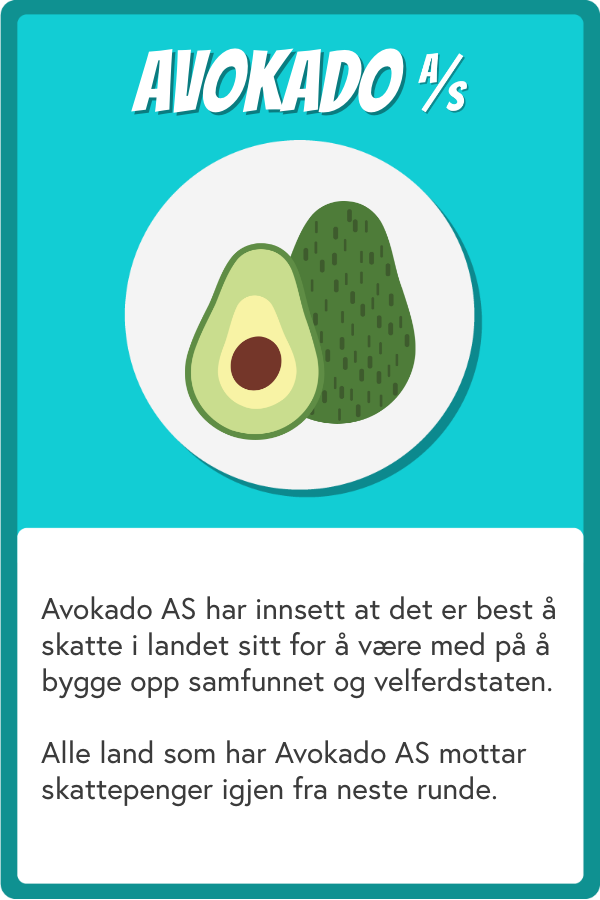 AVOKADO A/S
Avokado AS har innsett at det er best å
skatte i landet sitt for å være med på å
bygge opp samfunnet og velferdstaten.
Alle land som har Avokado AS mottar
skattepenger igjen fra neste runde.